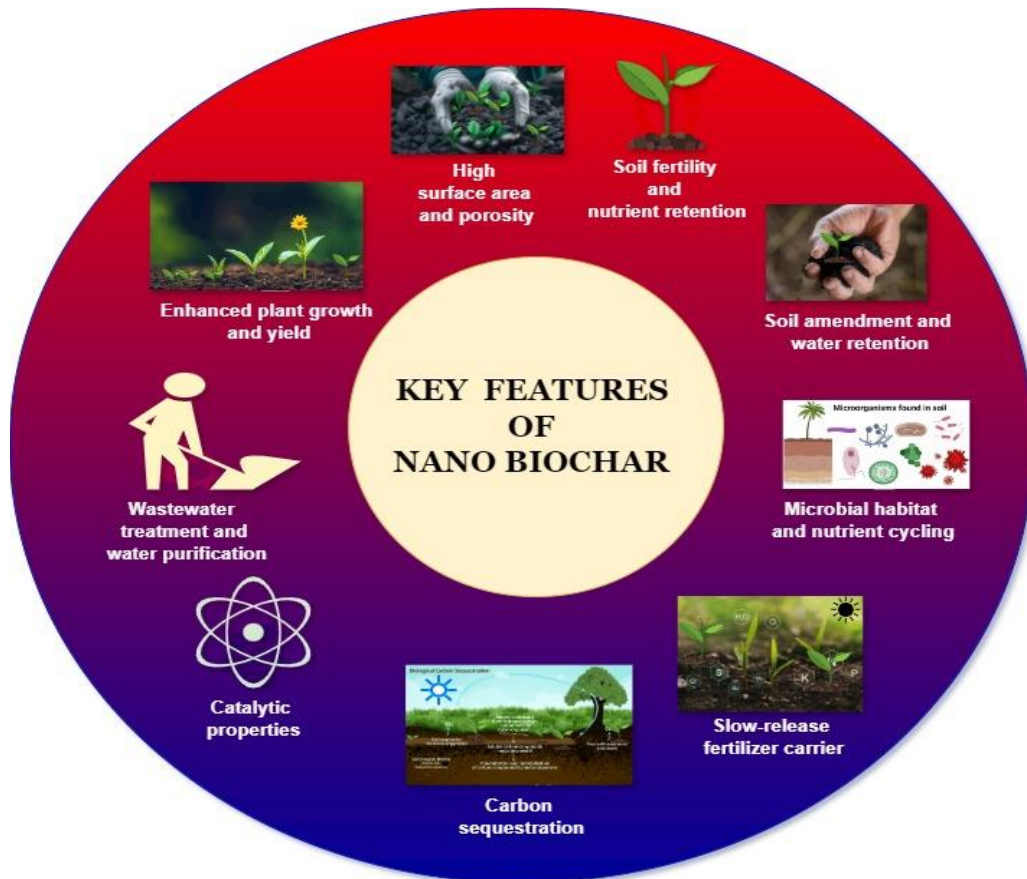 High
surface area
and porosity
Soil fertility
and
nutrient retention
Soil amendment and
water retention
Microorganisms found in soil
Microbial habitat
and nutrient cycling
Slow-release
fertilizer carrier
Biological Carbon Sequestration
Carbon
sequestration
Catalytic
properties
Wastewater
treatment and
water purification
Enhanced plant growth
and yield
KEY FEATURES
OF
NANO BIOCHAR
S
K
P